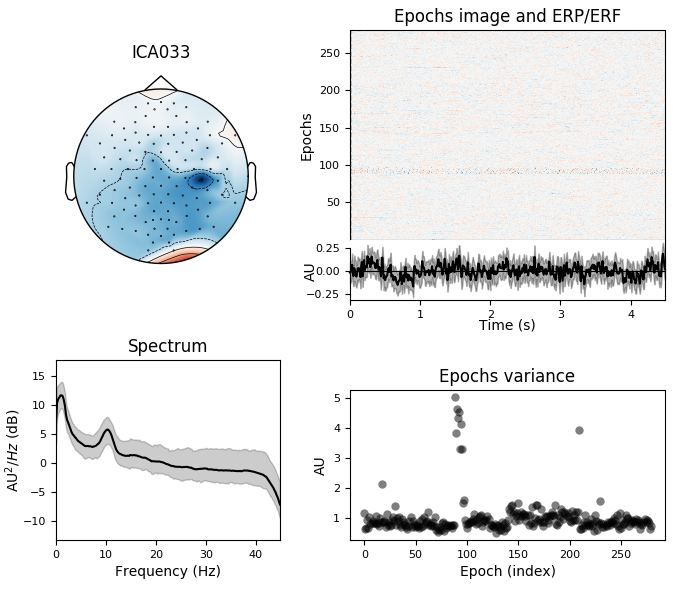 ICA033
Epochs image and ERP/ERF
Epochs
250
200
150
100
50
AU
0.25
0.00
−0.25
0 1 2 3 4
Time (s)
Spectrum
AU²/Hz (dB)
15
10
5
0
−5
−10
0 10 20 30 40
Frequency (Hz)
Epochs variance
AU
5
4
3
2
1
0 50 100 150 200 250
Epoch (index)